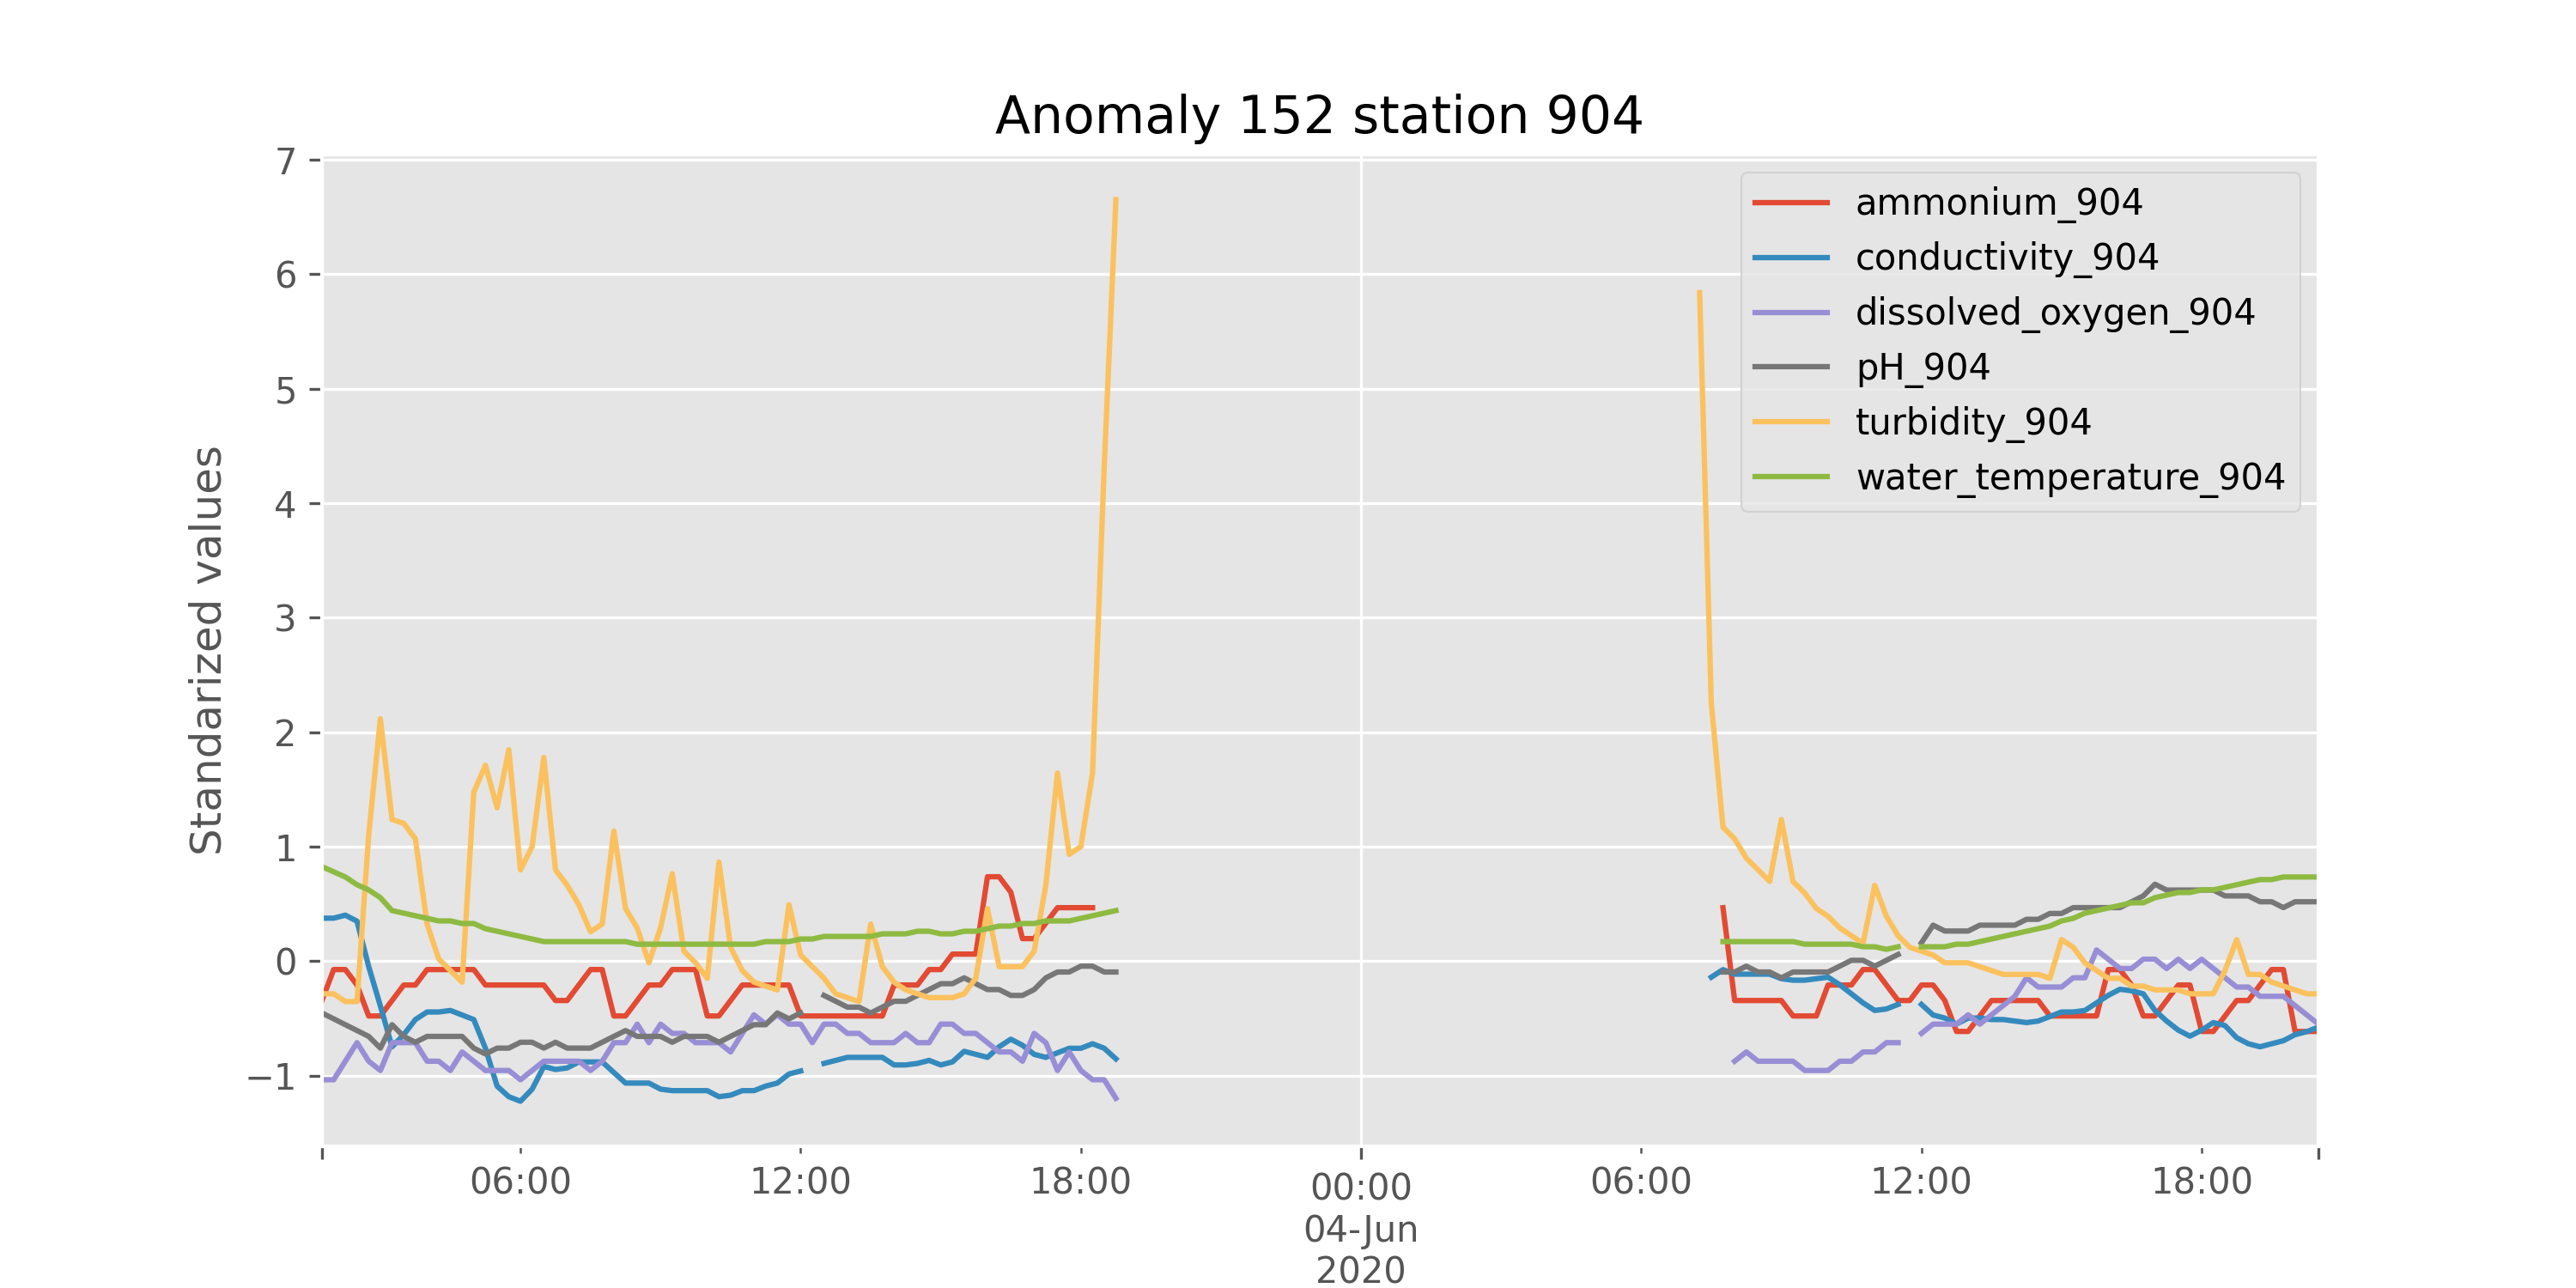 Anomaly 152 station 904
7
6
5
4
3
2
1
0
−1
Standarized values
ammonium_904
conductivity_904
dissolved_oxygen_904
pH_904
turbidity_904
water_temperature_904
06:00
12:00
18:00
00:00
04-Jun
2020
06:00
12:00
18:00